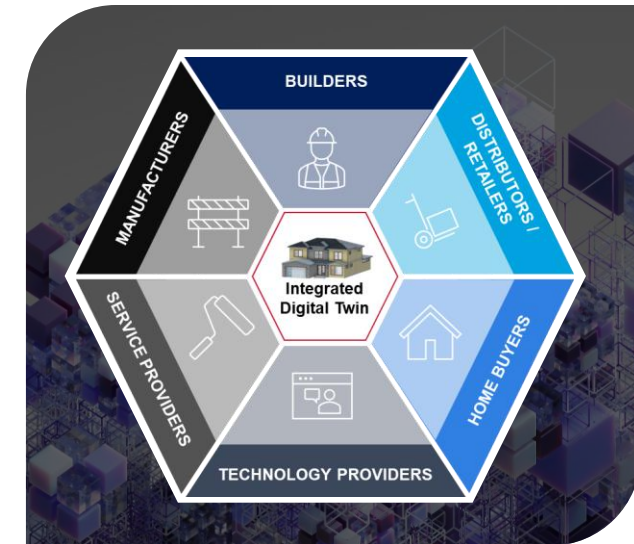 BUILDERS
DISTRIBUTORS /
RETAILERS
MANUFACTURERS
Integrated
Digital Twin
SERVICE PROVIDERS
HOME BUYERS
TECHNOLOGY PROVIDERS